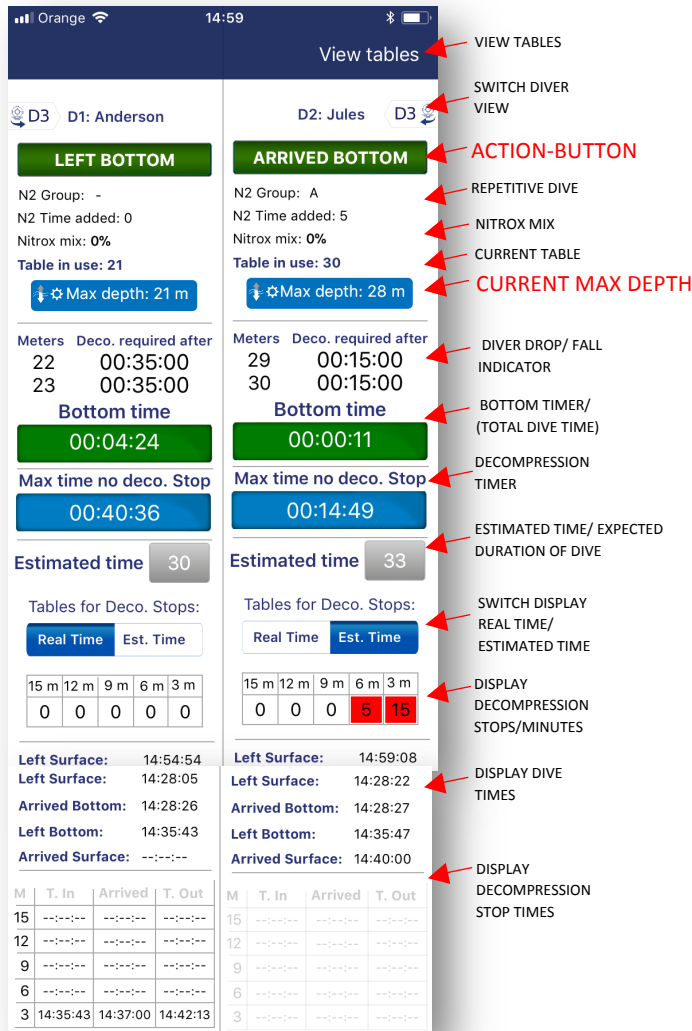 Orange 14:59
View tables
VIEW TABLES
SWITCH DIVER
VIEW
D3 D1: Anderson
D2: Jules D3
LEFT BOTTOM
ARRIVED BOTTOM
ACTION-BUTTON
N2 Group: -
N2 Time added: 0
Nitrox mix: 0%
Table in use: 21
Max depth: 21 m
N2 Group: A
N2 Time added: 5
Nitrox mix: 0%
Table in use: 30
Max depth: 28 m
REPETITIVE DIVE
NITROX MIX
CURRENT TABLE
CURRENT MAX DEPTH
Meters Deco. required after
22 00:35:00
23 00:35:00
Bottom time
00:04:24
Max time no deco. Stop
00:40:36
Estimated time 30
Meters Deco. required after
29 00:15:00
30 00:15:00
Bottom time
00:00:11
Max time no deco. Stop
00:14:49
Estimated time 33
DIVER DROP/ FALL
INDICATOR
BOTTOM TIMER/
(TOTAL DIVE TIME)
DECOMPRESSION
TIMER
ESTIMATED TIME/ EXPECTED
DURATION OF DIVE
Tables for Deco. Stops:
Real Time Est. Time
15 m 12 m 9 m 6 m 3 m
0 0 0 0 0
Tables for Deco. Stops:
Real Time Est. Time
15 m 12 m 9 m 6 m 3 m
0 0 0 5 15
SWITCH DISPLAY
REAL TIME/
ESTIMATED TIME
DISPLAY
DECOMPRESSION
STOPS/MINUTES
Left Surface: 14:54:54
Left Surface: 14:28:05
Arrived Bottom: 14:28:26
Left Bottom: 14:35:43
Arrived Surface: --:--:--
Left Surface: 14:59:08
Left Surface: 14:28:22
Arrived Bottom: 14:28:27
Left Bottom: 14:35:47
Arrived Surface: 14:40:00
DISPLAY DIVE
TIMES
M T. In Arrived T. Out
15 --:--:-- --:--:-- --:--:--
12 --:--:-- --:--:-- --:--:--
9 --:--:-- --:--:-- --:--:--
6 --:--:-- --:--:-- --:--:--
3 14:35:43 14:37:00 14:42:13
M T. In Arrived T. Out
15 --:--:-- --:--:-- --:--:--
12 --:--:-- --:--:-- --:--:--
9 --:--:-- --:--:-- --:--:--
6 --:--:-- --:--:-- --:--:--
3 --:--:-- --:--:-- --:--:--
DISPLAY
DECOMPRESSION
STOP TIMES